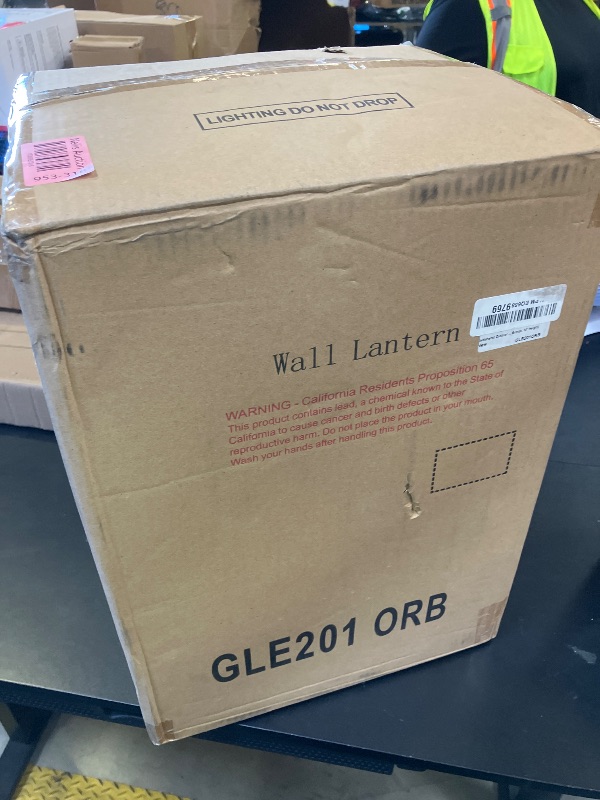 LIGHTING DO NOT DROP
Wall Lantern
WARNING - California Residents Proposition 65
This product contains lead, a chemical known to the State of
California to cause cancer and birth defects or other
reproductive harm. Do not place the product in your mouth.
Wash your hands after handling this product.
GLE201ORB
GLE201 ORB